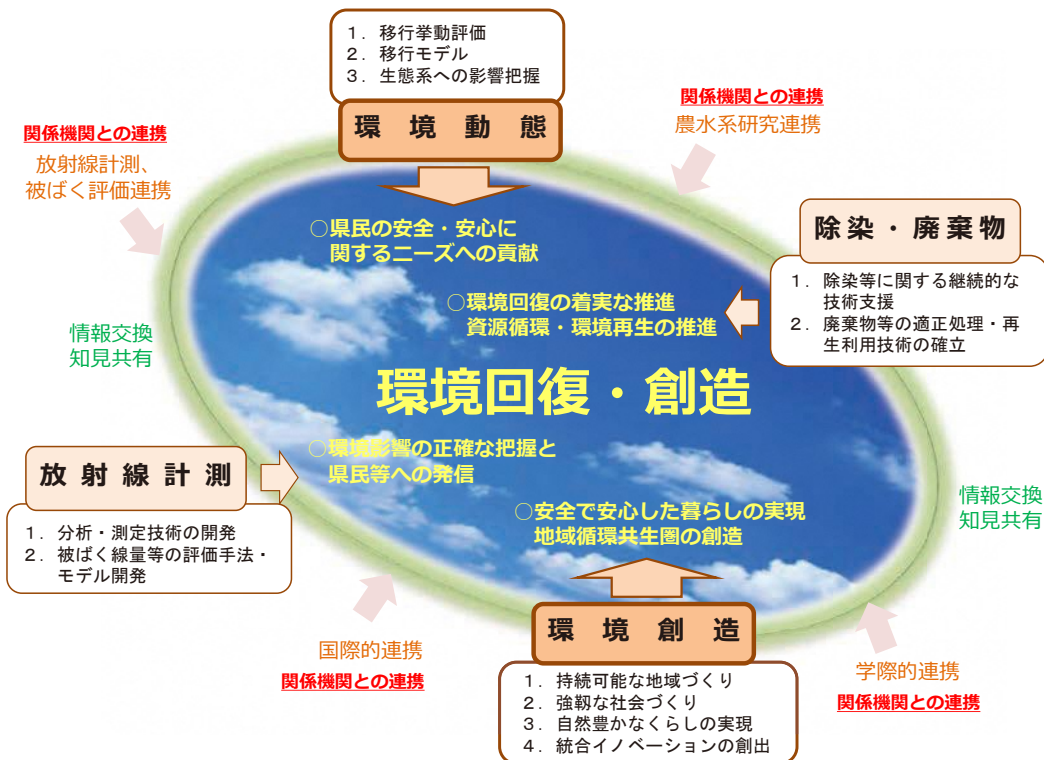 1． 移行挙動評価
2． 移行モデル
3． 生態系への影響把握
環境動態
関係機関との連携
放射線計測、
被ばく評価連携
関係機関との連携
農水系研究連携
○県民の安全・安心に
関するニーズへの貢献
除染・廃棄物
1． 除染等に関する継続的な
技術支援
2． 廃棄物等の適正処理・再
生利用技術の確立
○環境回復の着実な推進
資源循環・環境再生の推進
情報交換
知見共有
環境回復・創造
○環境影響の正確な把握と
県民等への発信
放射線計測
1． 分析・測定技術の開発
2． 被ばく線量等の評価手法・
モデル開発
○安全で安心した暮らしの実現
地域循環共生圏の創造
情報交換
知見共有
環境創造
1． 持続可能な地域づくり
2． 強靱な社会づくり
3． 自然豊かなくらしの実現
4． 統合イノベーションの創出
国際的連携
関係機関との連携
学際的連携
関係機関との連携